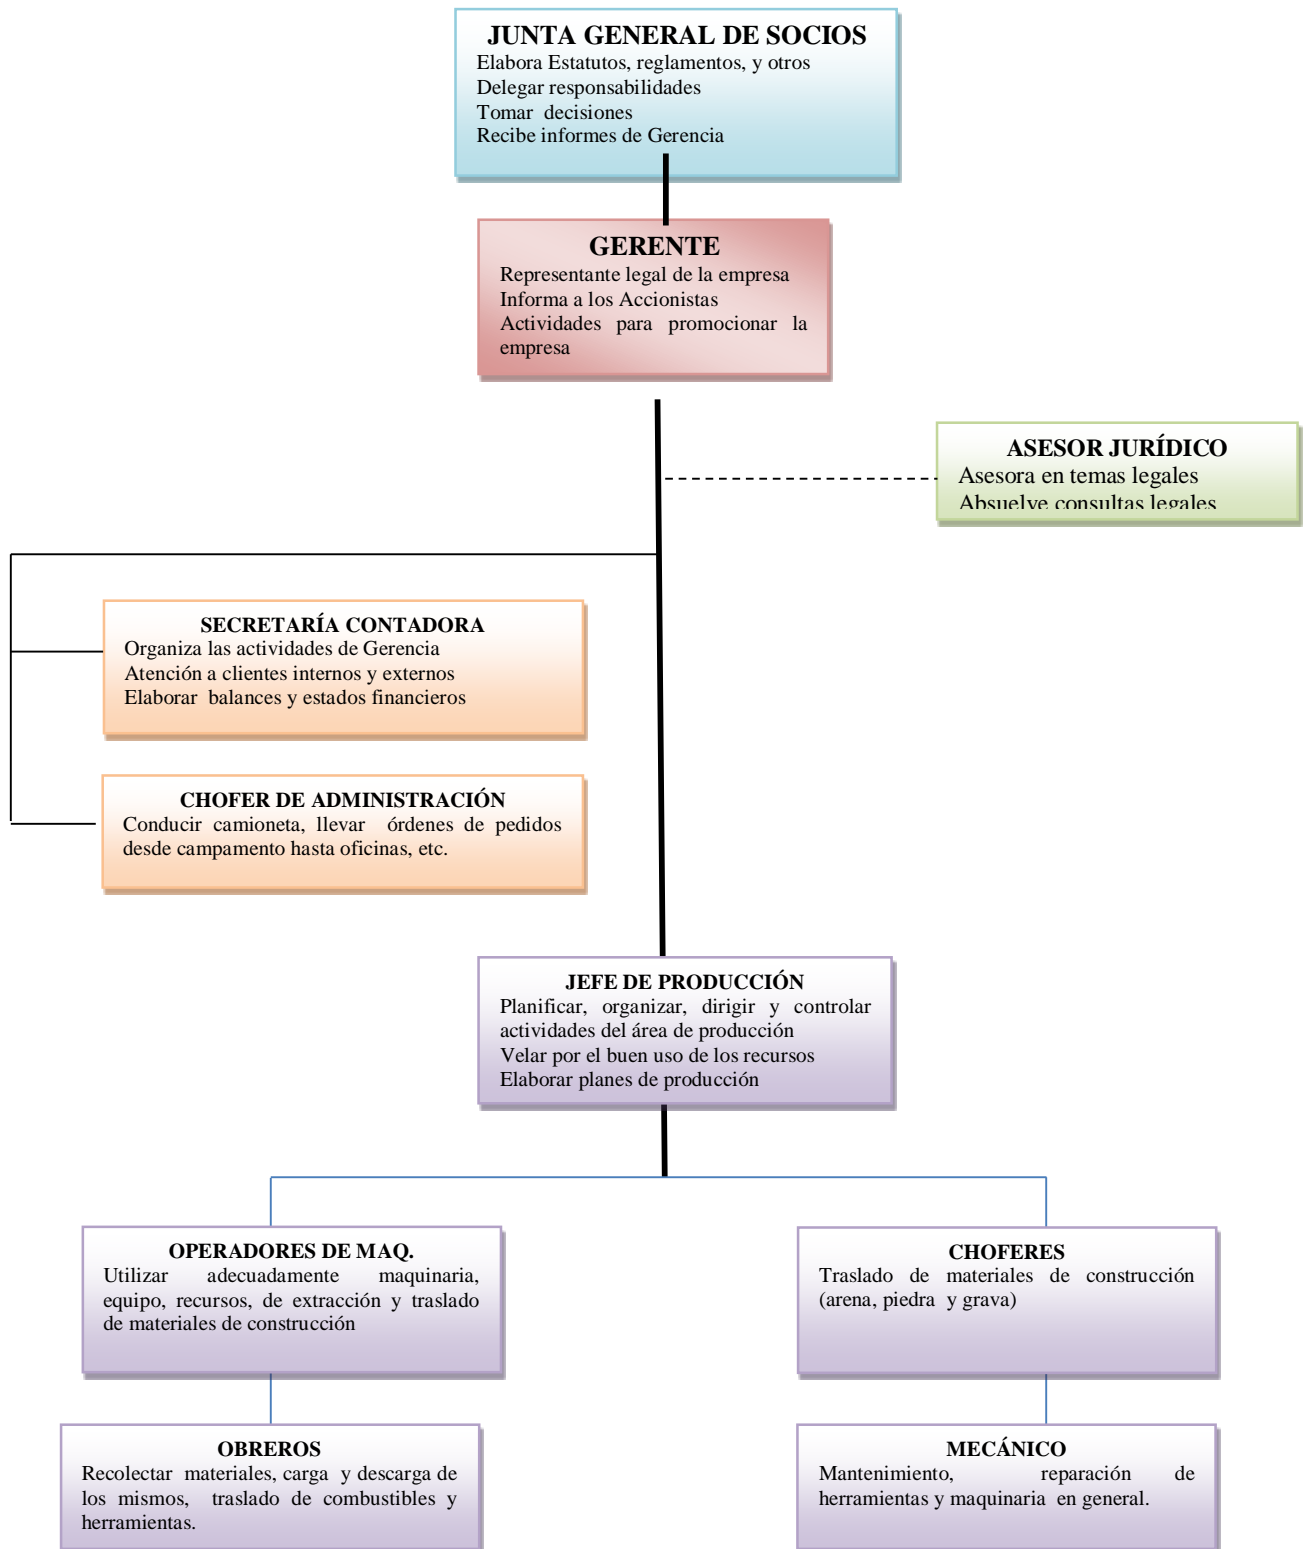 JUNTA GENERAL DE SOCIOS
Elabora Estatutos, reglamentos, y otros
Delegar responsabilidades
Tomar decisiones
Recibe informes de Gerencia
GERENTE
Representante legal de la empresa
Informa a los Accionistas
Actividades para promocionar la
empresa
ASESOR JURÍDICO
Asesora en temas legales
Absuelve consultas legales
SECRETARÍA CONTADORA
Organiza las actividades de Gerencia
Atención a clientes internos y externos
Elaborar balances y estados financieros
CHOFER DE ADMINISTRACIÓN
Conducir camioneta, llevar órdenes de pedidos
desde campamento hasta oficinas, etc.
JEFE DE PRODUCCIÓN
Planificar, organizar, dirigir y controlar
actividades del área de producción
Velar por el buen uso de los recursos
Elaborar planes de producción
OPERADORES DE MAQ.
Utilizar adecuadamente maquinaria,
equipo, recursos, de extracción y traslado
de materiales de construcción
CHOFERES
Traslado de materiales de construcción
(arena, piedra y grava)
OBREROS
Recolectar materiales, carga y descarga de
los mismos, traslado de combustibles y
herramientas.
MECÁNICO
Mantenimiento, reparación de
herramientas y maquinaria en general.